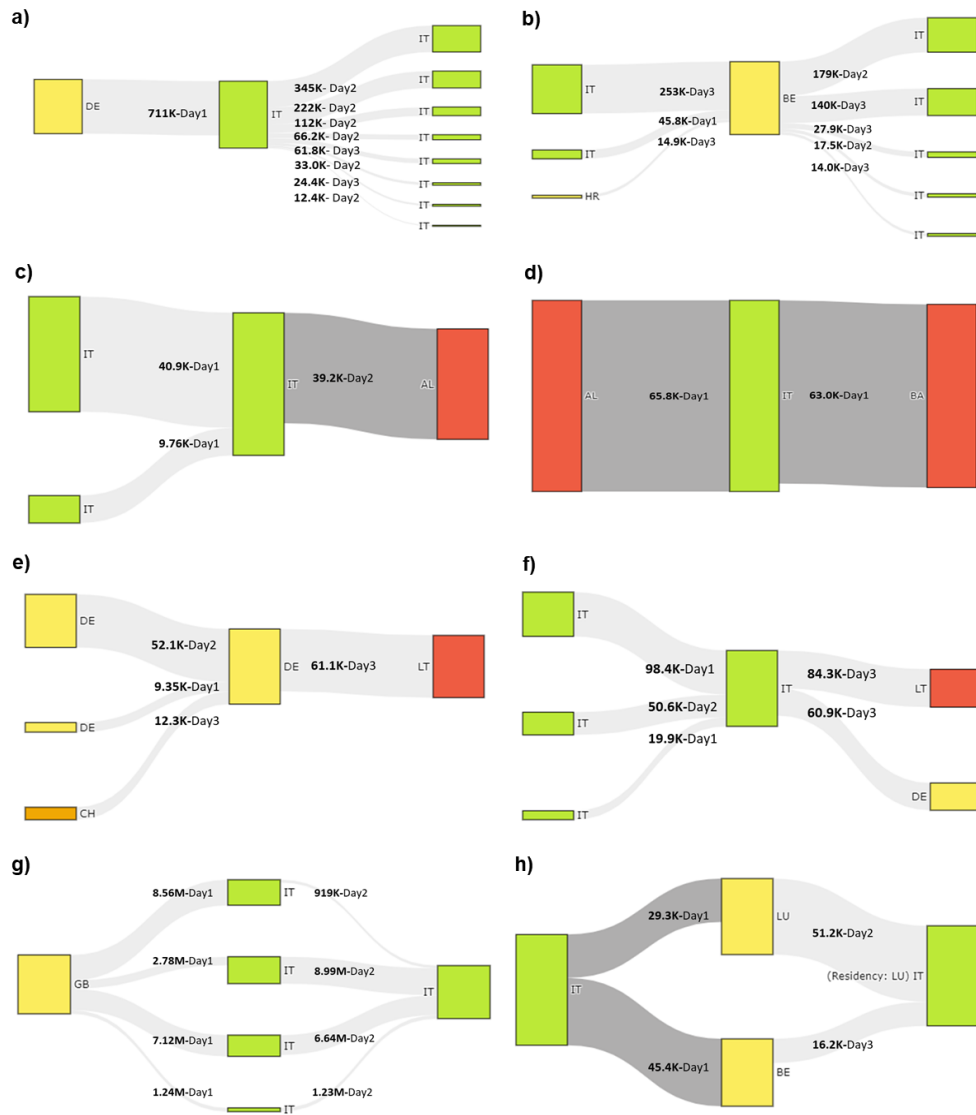 a)
DE
711K-Day1
IT
345K- Day2
222K- Day2
112K- Day2
66.2K- Day2
61.8K- Day3
33.0K- Day2
24.4K- Day3
12.4K- Day2
IT
IT
IT
IT
IT
IT
IT
IT
b)
IT
IT
HR
253K-Day3
45.8K-Day1
14.9K-Day3
BE
179K-Day2
140K-Day3
27.9K-Day3
17.5K-Day2
14.0K-Day3
IT
IT
IT
IT
IT
c)
IT
IT
40.9K-Day1
9.76K-Day1
IT
39.2K-Day2
AL
d)
AL
65.8K-Day1
IT
63.0K-Day1
BA
e)
DE
DE
CH
52.1K-Day2
9.35K-Day1
12.3K-Day3
DE
61.1K-Day3
LT
f)
IT
IT
IT
98.4K-Day1
50.6K-Day2
19.9K-Day1
IT
84.3K-Day3
60.9K-Day3
LT
DE
g)
GB
8.56M-Day1
2.78M-Day1
7.12M-Day1
1.24M-Day1
IT
IT
IT
IT
919K-Day2
8.99M-Day2
6.64M-Day2
1.23M-Day2
IT
h)
IT
29.3K-Day1
45.4K-Day1
LU
BE
51.2K-Day2
16.2K-Day3
(Residency: LU) IT